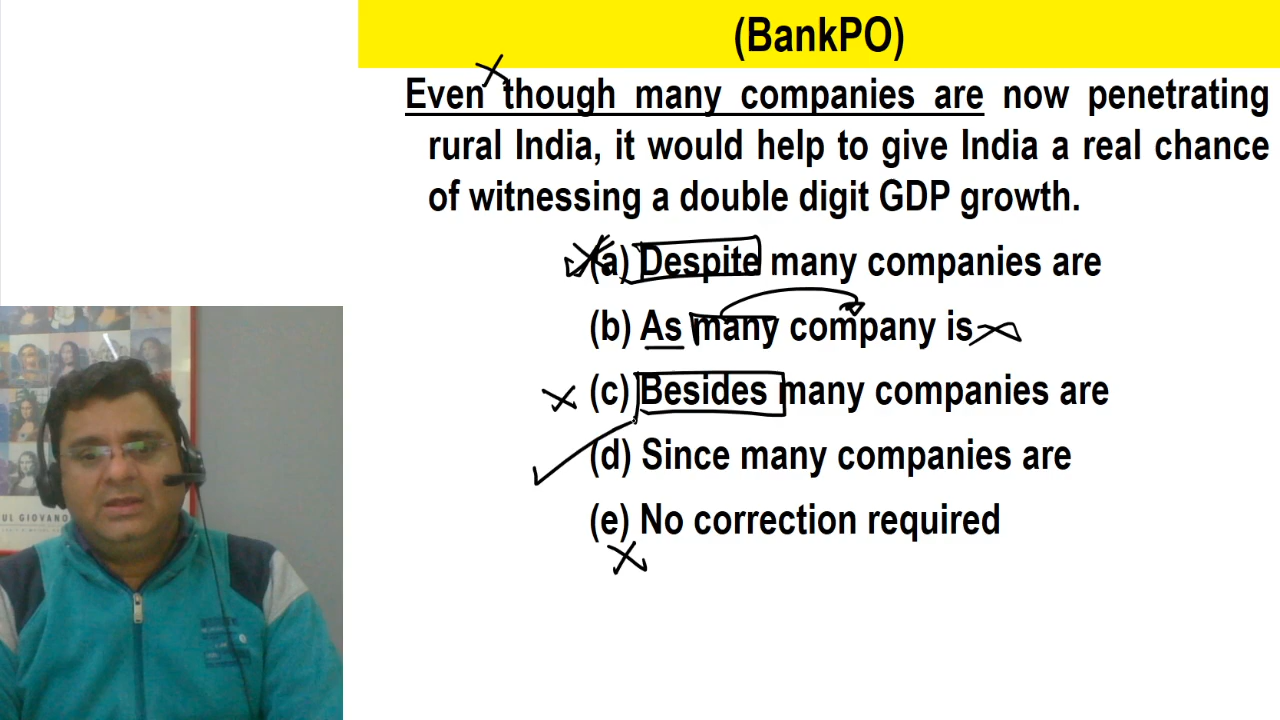 (BankPO)
Even though many companies are now penetrating
rural India, it would help to give India a real chance
of witnessing a double digit GDP growth.
(a) Despite many companies are
(b) As many company is
(c) Besides many companies are
(d) Since many companies are
(e) No correction required
UL GIOVANO